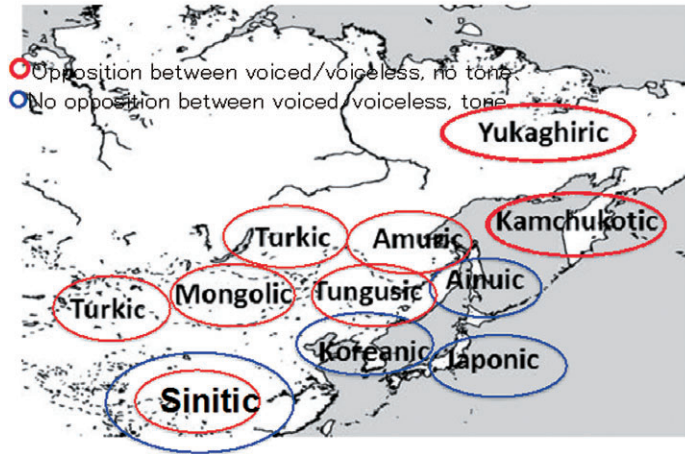 Opposition between voiced/voiceless, no tone
No opposition between voiced/voiceless, tone
Yukaghiric
Kamchukotic
Turkic
Amuric
Ainuic
Turkic
Mongolic
Tungusic
Koreanic
Japonic
Sinitic